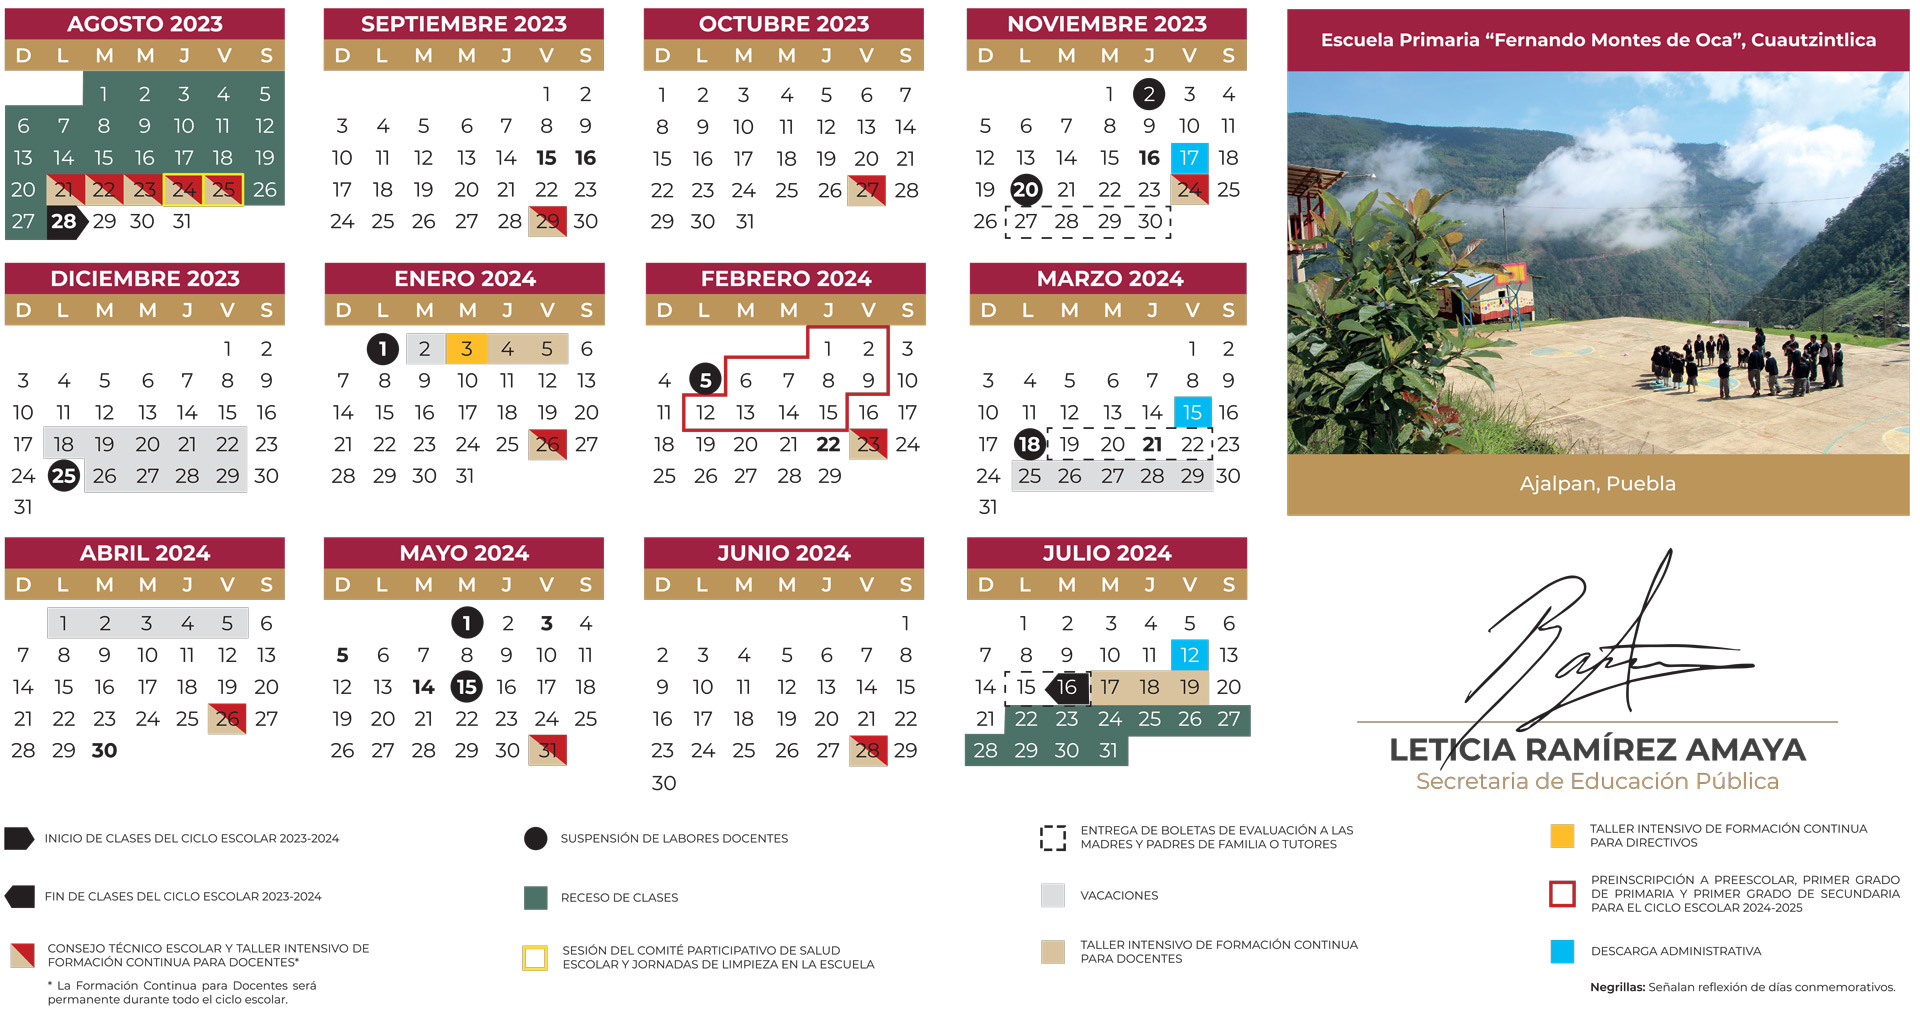 AGOSTO 2023
D L M M J V S
1 2 3 4 5
6 7 8 9 10 11 12
13 14 15 16 17 18 19
20 21 22 23 24 25 26
27 28 29 30 31
SEPTIEMBRE 2023
D L M M J V S
1 2
3 4 5 6 7 8 9
10 11 12 13 14 15 16
17 18 19 20 21 22 23
24 25 26 27 28 29 30
OCTUBRE 2023
D L M M J V S
1 2 3 4 5 6 7
8 9 10 11 12 13 14
15 16 17 18 19 20 21
22 23 24 25 26 27 28
29 30 31
NOVIEMBRE 2023
D L M M J V S
1 2 3 4
5 6 7 8 9 10 11
12 13 14 15 16 17 18
19 20 21 22 23 24 25
26 27 28 29 30
Escuela Primaria “Fernando Montes de Oca”, Cuautzintlica
Ajalpan, Puebla
DICIEMBRE 2023
D L M M J V S
1 2
3 4 5 6 7 8 9
10 11 12 13 14 15 16
17 18 19 20 21 22 23
24 25 26 27 28 29 30
31
ENERO 2024
D L M M J V S
1 2 3 4 5 6
7 8 9 10 11 12 13
14 15 16 17 18 19 20
21 22 23 24 25 26 27
28 29 30 31
FEBRERO 2024
D L M M J V S
1 2 3
4 5 6 7 8 9 10
11 12 13 14 15 16 17
18 19 20 21 22 23 24
25 26 27 28 29
MARZO 2024
D L M M J V S
1 2
3 4 5 6 7 8 9
10 11 12 13 14 15 16
17 18 19 20 21 22 23
24 25 26 27 28 29 30
31
ABRIL 2024
D L M M J V S
1 2 3 4 5 6
7 8 9 10 11 12 13
14 15 16 17 18 19 20
21 22 23 24 25 26 27
28 29 30
MAYO 2024
D L M M J V S
1 2 3 4
5 6 7 8 9 10 11
12 13 14 15 16 17 18
19 20 21 22 23 24 25
26 27 28 29 30 31
JUNIO 2024
D L M M J V S
1
2 3 4 5 6 7 8
9 10 11 12 13 14 15
16 17 18 19 20 21 22
23 24 25 26 27 28 29
30
JULIO 2024
D L M M J V S
1 2 3 4 5 6
7 8 9 10 11 12 13
14 15 16 17 18 19 20
21 22 23 24 25 26 27
28 29 30 31
LETICIA RAMÍREZ AMAYA
Secretaria de Educación Pública
INICIO DE CLASES DEL CICLO ESCOLAR 2023-2024
FIN DE CLASES DEL CICLO ESCOLAR 2023-2024
CONSEJO TÉCNICO ESCOLAR Y TALLER INTENSIVO DE
FORMACIÓN CONTINUA PARA DOCENTES*
* La Formación Continua para Docentes será
permanente durante todo el ciclo escolar.
SUSPENSIÓN DE LABORES DOCENTES
RECESO DE CLASES
SESIÓN DEL COMITÉ PARTICIPATIVO DE SALUD
ESCOLAR Y JORNADAS DE LIMPIEZA EN LA ESCUELA
ENTREGA DE BOLETAS DE EVALUACIÓN A LAS
MADRES Y PADRES DE FAMILIA O TUTORES
VACACIONES
TALLER INTENSIVO DE FORMACIÓN CONTINUA
PARA DOCENTES
TALLER INTENSIVO DE FORMACIÓN CONTINUA
PARA DIRECTIVOS
PREINSCRIPCIÓN A PREESCOLAR, PRIMER GRADO
DE PRIMARIA Y PRIMER GRADO DE SECUNDARIA
PARA EL CICLO ESCOLAR 2024-2025
DESCARGA ADMINISTRATIVA
Negrillas: Señalan reflexión de días conmemorativos.